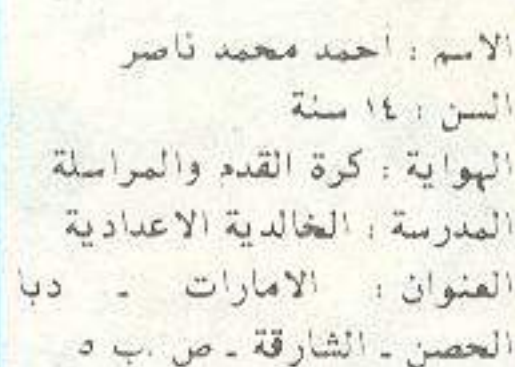 الاسم : احمد محمد ناصر
السن : ١٤ سنة
الهواية : كرة القدم والمراسلة
المدرسة : الخالدية الاعدادية
العنوان : الامارات - دبا
الحصن - الشارقة - ص .ب ٥